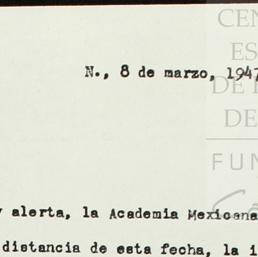 CEN
ES
DE
DE
FUN
N., 8 de marzo, 1947
y alerta, la Academia Mexicana
distancia de esta fecha, la i